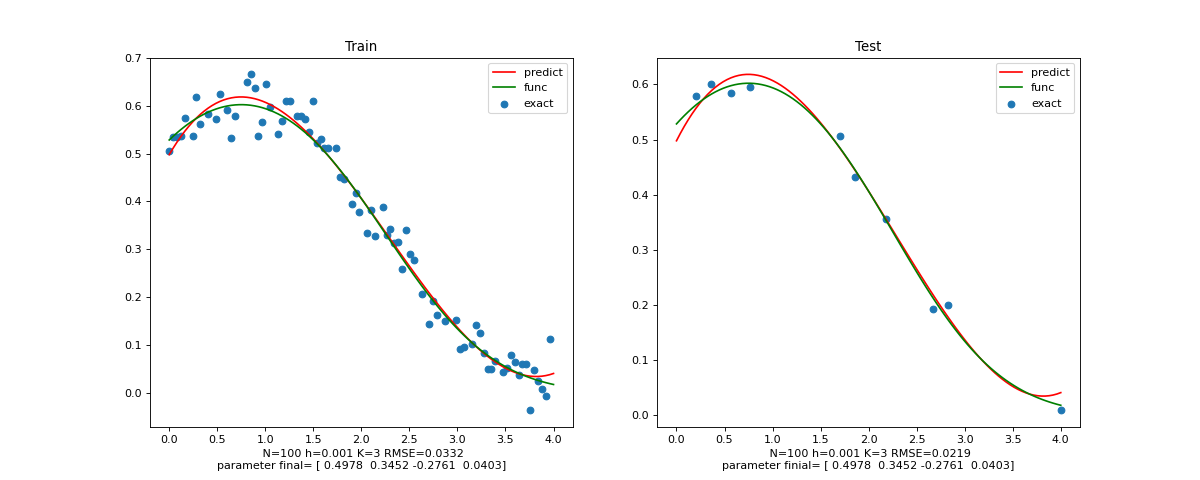 Train
predict
func
exact
0.7
0.6
0.5
0.4
0.3
0.2
0.1
0.0
0.0 0.5 1.0 1.5 2.0 2.5 3.0 3.5 4.0
N=100 h=0.001 K=3 RMSE=0.0332
parameter final= [ 0.4978 0.3452 -0.2761 0.0403]
Test
predict
func
exact
0.6
0.5
0.4
0.3
0.2
0.1
0.0
0.0 0.5 1.0 1.5 2.0 2.5 3.0 3.5 4.0
N=100 h=0.001 K=3 RMSE=0.0219
parameter finial= [ 0.4978 0.3452 -0.2761 0.0403]